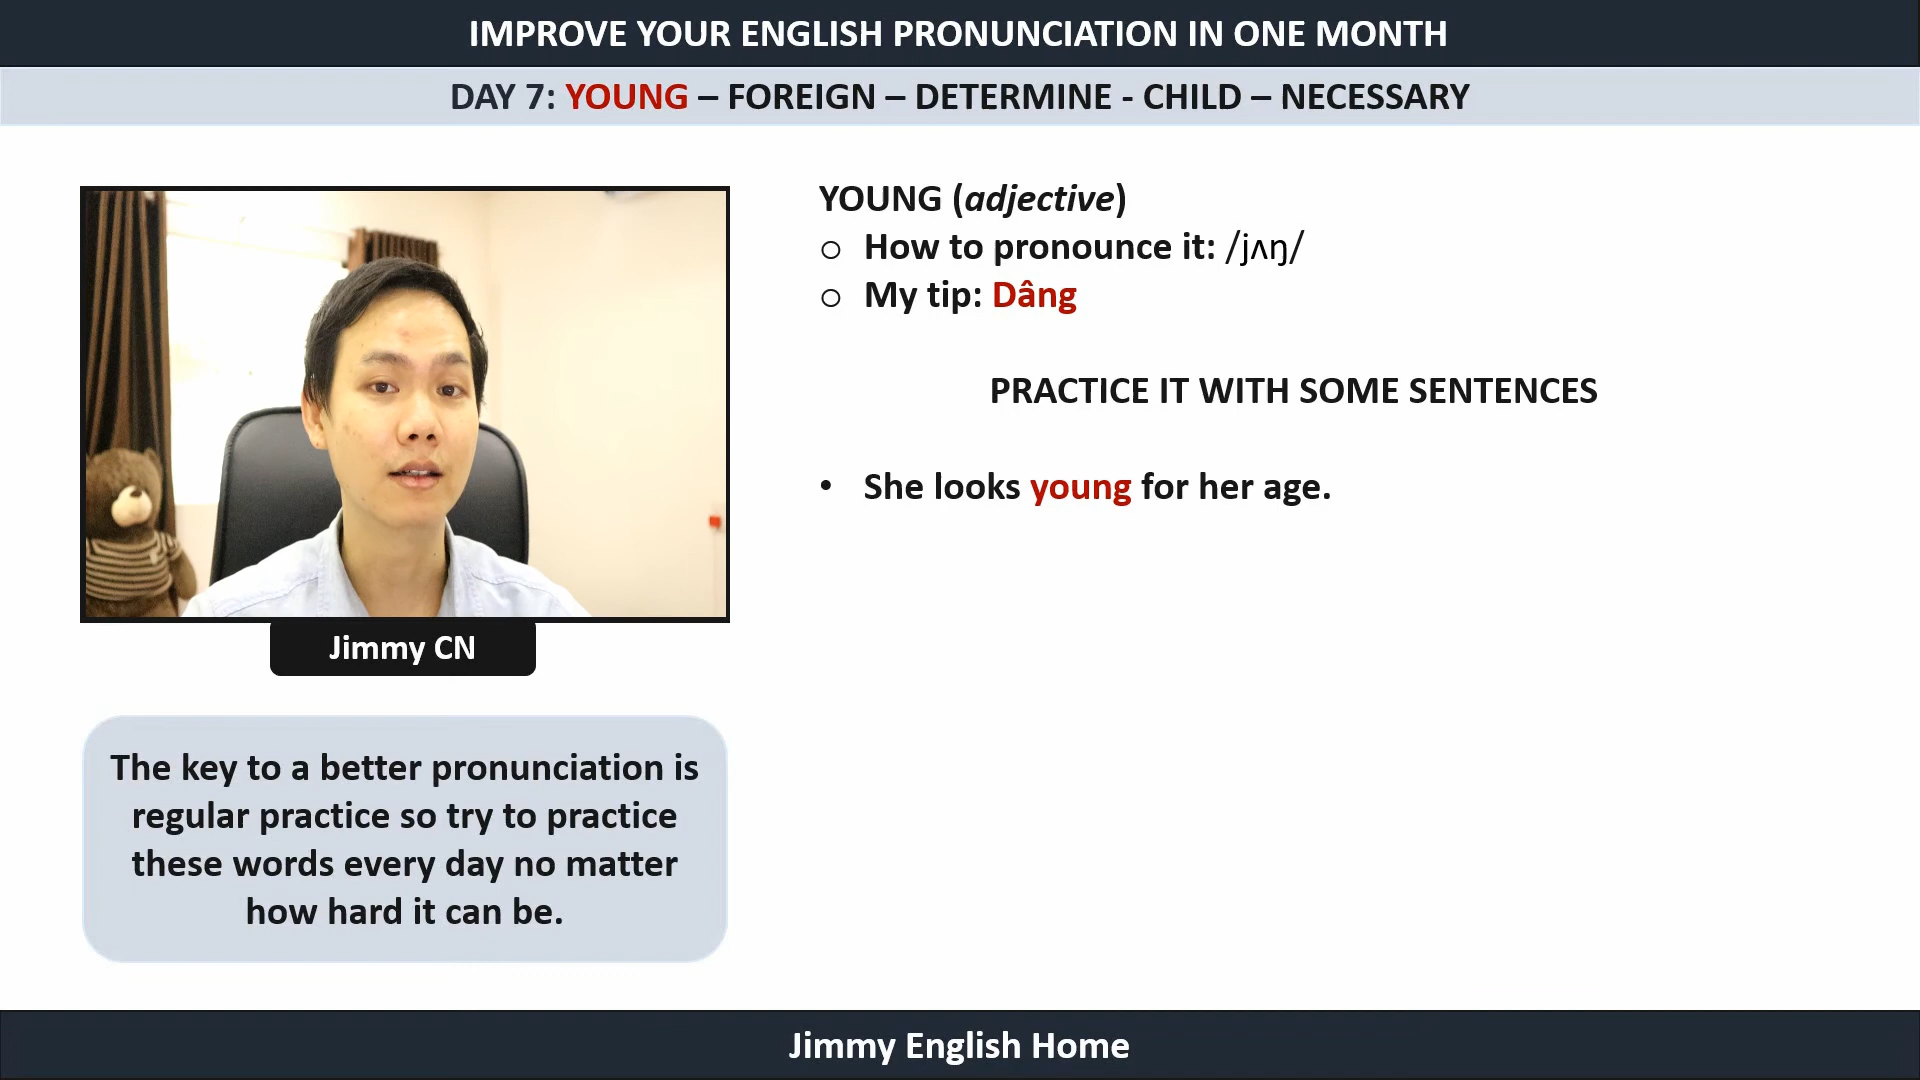 IMPROVE YOUR ENGLISH PRONUNCIATION IN ONE MONTH
DAY 7: YOUNG – FOREIGN – DETERMINE - CHILD – NECESSARY
YOUNG (adjective)
o How to pronounce it: /jʌŋ/
o My tip: Dâng
PRACTICE IT WITH SOME SENTENCES
• She looks young for her age.
Jimmy CN
The key to a better pronunciation is
regular practice so try to practice
these words every day no matter
how hard it can be.
Jimmy English Home